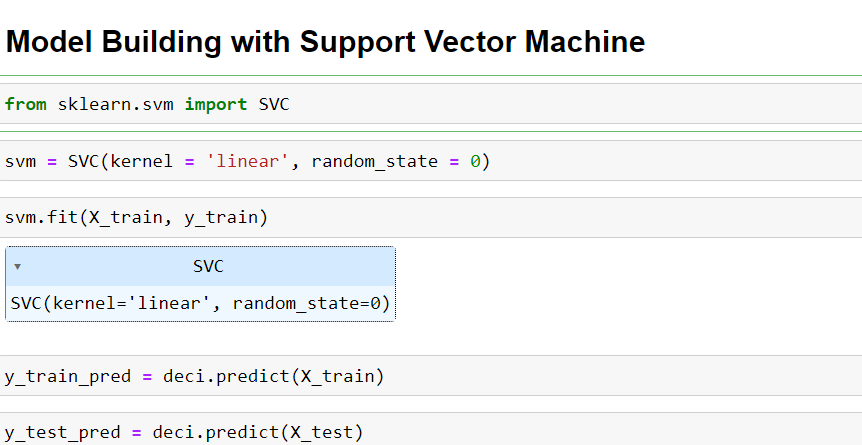 Model Building with Support Vector Machine
from sklearn.svm import SVC
svm = SVC(kernel = 'linear', random_state = 0)
svm.fit(X_train, y_train)
▾ SVC
SVC(kernel='linear', random_state=0)
y_train_pred = deci.predict(X_train)
y_test_pred = deci.predict(X_test)